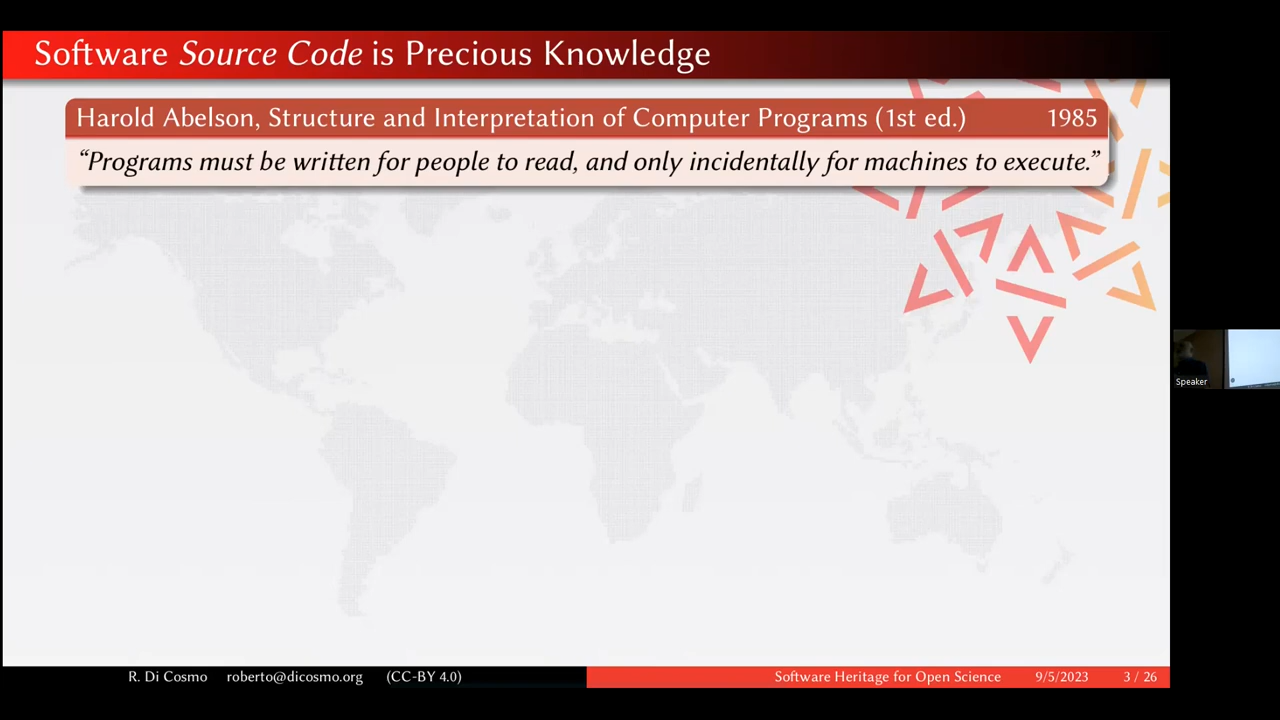 Software Source Code is Precious Knowledge
Harold Abelson, Structure and Interpretation of Computer Programs (1st ed.) 1985
“Programs must be written for people to read, and only incidentally for machines to execute.”
Speaker
R. Di Cosmo roberto@dicosmo.org (CC-BY 4.0) Software Heritage for Open Science 9/5/2023 3 / 26